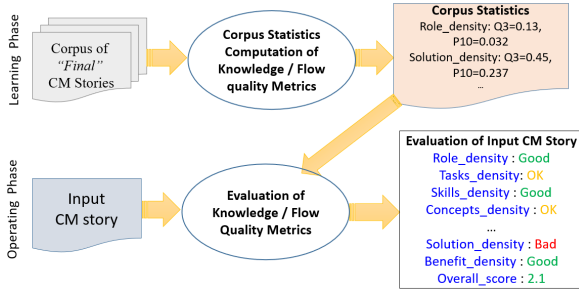 Learning Phase
Corpus of
"Final"
CM Stories
Corpus Statistics
Computation of
Knowledge / Flow
quality Metrics
Corpus Statistics
Role_density: Q3=0.13,
P10=0.032
Solution_density: Q3=0.45,
P10=0.237
...
Operating Phase
Input
CM story
Evaluation of
Knowledge / Flow
Quality Metrics
Evaluation of Input CM Story
Role_density : Good
Tasks_density: OK
Skills_density : Good
Concepts_density : OK
...
Solution_density : Bad
Benefit_density : Good
Overall_score : 2.1